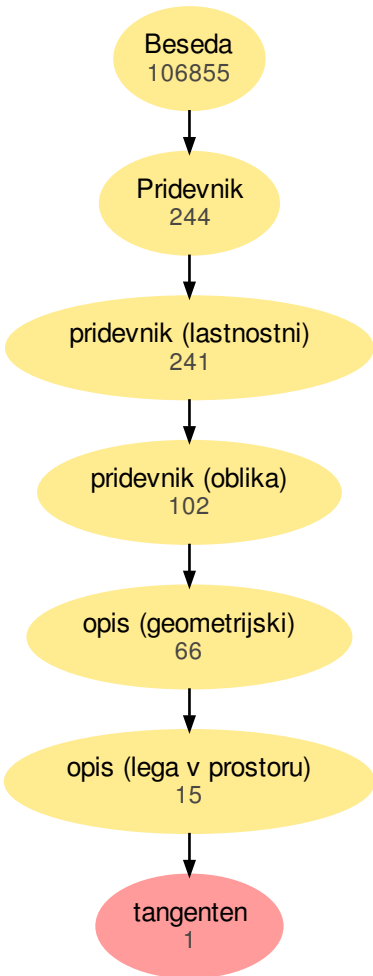 Beseda
106855
Pridevnik
244
pridevnik (lastnostni)
241
pridevnik (oblika)
102
opis (geometrijski)
66
opis (lega v prostoru)
15
tangenten
1